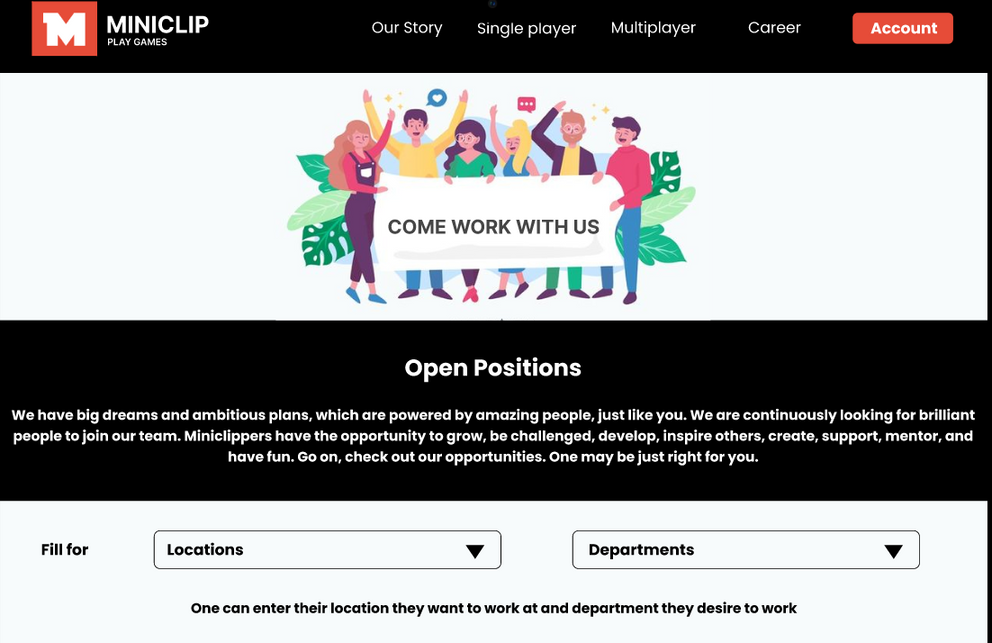 MINICLIP
PLAY GAMES
Our Story Single player Multiplayer Career Account
COME WORK WITH US
Open Positions
We have big dreams and ambitious plans, which are powered by amazing people, just like you. We are continuously looking for brilliant
people to join our team. Miniclippers have the opportunity to grow, be challenged, develop, inspire others, create, support, mentor, and
have fun. Go on, check out our opportunities. One may be just right for you.
Fill for Locations Departments
One can enter their location they want to work at and department they desire to work